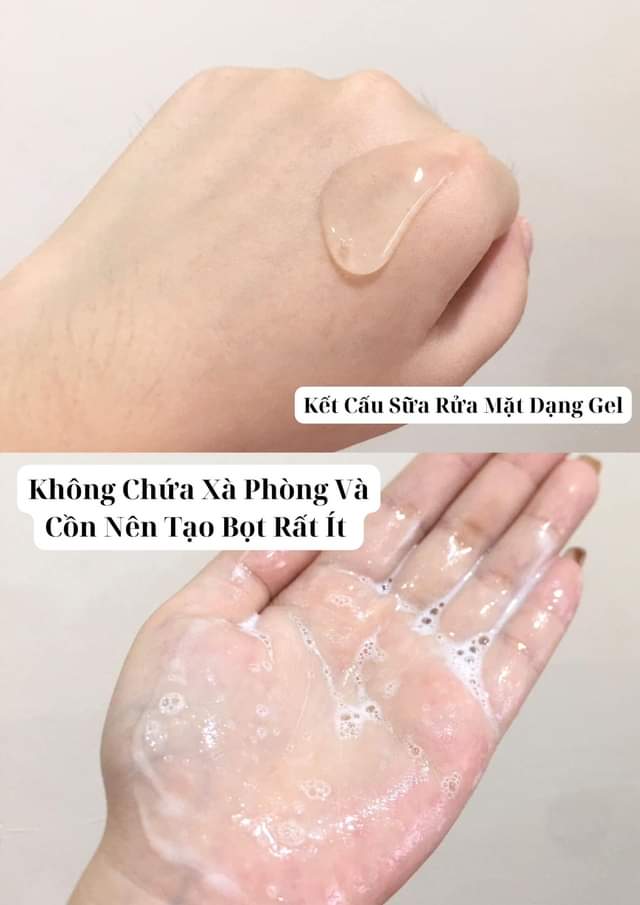 Kết Cấu Sữa Rửa Mặt Dạng Gel
Không Chứa Xà Phòng Và
Cồn Nên Tạo Bọt Rất Ít